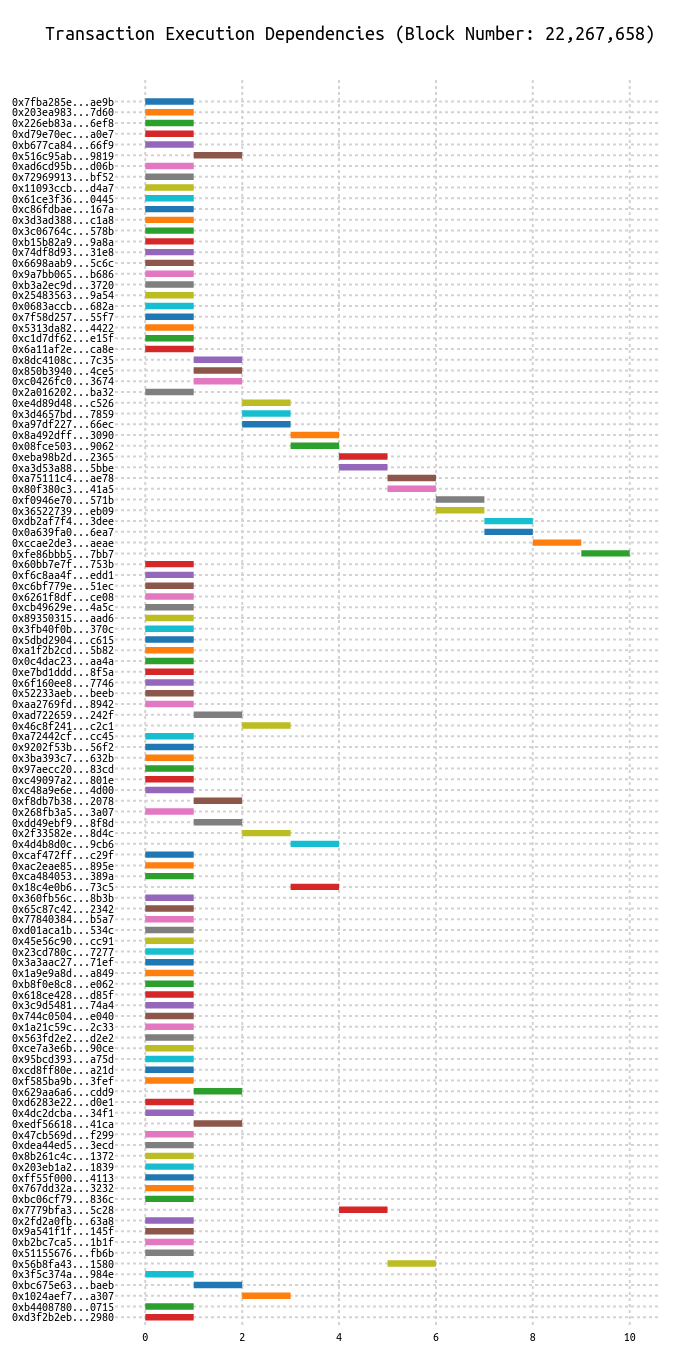 Transaction Execution Dependencies (Block Number: 22,267,658)
0x7fba285e...ae9b
0x203ea983...7d60
0x226eb83a...6ef8
0xd79e70ec...a0e7
0xb677ca84...66f9
0x516c95ab...9819
0xad6cd95b...d06b
0x72969913...bf52
0x11093ccb...d4a7
0x61ce3f36...0445
0xc86fdbae...167a
0x3d3ad388...c1a8
0x3c06764c...578b
0xb15b82a9...9a8a
0x74df8d93...31e8
0x6698aab9...5c6c
0x9a7bb065...b686
0xb3a2ec9d...3720
0x25483563...9a54
0x0683accb...682a
0x7f58d257...55f7
0x5313da82...4422
0xc1d7df62...e15f
0x6a11af2e...ca8e
0x8dc4108c...7c35
0x850b3940...4ce5
0xc0426fc0...3674
0x2a016202...ba32
0xe4d89d48...c526
0x3d4657bd...7859
0xa97df227...66ec
0x8a492dff...3090
0x08fce503...9062
0xeba98b2d...2365
0xa3d53a88...5bbe
0xa75111c4...ae78
0x80f380c3...41a5
0xf0946e70...571b
0x36522739...eb09
0xdb2af7f4...3dee
0x0a639fa0...6ea7
0xccae2de3...aeae
0xfe86bbb5...7bb7
0x60bb7e7f...753b
0xf6c8aa4f...edd1
0xc6bf779e...51ec
0x6261f8df...ce08
0xcb49629e...4a5c
0x89350315...aad6
0x3fb40f0b...370c
0x5dbd2904...c615
0xa1f2b2cd...5b82
0x0c4dac23...aa4a
0xe7bd1ddd...8f5a
0x6f160ee8...7746
0x52233aeb...beeb
0xaa2769fd...8942
0xad722659...242f
0x46c8f241...c2c1
0xa72442cf...cc45
0x9202f53b...56f2
0x3ba393c7...632b
0x97aecc20...83cd
0xc49097a2...801e
0xc48a9e6e...4d00
0xf8db7b38...2078
0x268fb3a5...3a07
0xdd49ebf9...8f8d
0x2f33582e...8d4c
0x4d4b8d0c...9cb6
0xcaf472ff...c29f
0xac2eae85...895e
0xca484053...389a
0x18c4e0b6...73c5
0x360fb56c...8b3b
0x65c87c42...2342
0x77840384...b5a7
0xd01aca1b...534c
0x45e56c90...cc91
0x23cd780c...7277
0x3a3aac27...71ef
0x1a9e9a8d...a849
0xb8f0e8c8...e062
0x618ce428...d85f
0x3c9d5481...74a4
0x744c0504...e040
0x1a21c59c...2c33
0x563fd2e2...d2e2
0xce7a3e6b...90ce
0x95bcd393...a75d
0xcd8ff80e...a21d
0xf585ba9b...3fef
0x629aa6a6...cdd9
0xd6283e22...d0e1
0x4dc2dcba...34f1
0xedf56618...41ca
0x47cb569d...f299
0xdea44ed5...3ecd
0x8b261c4c...1372
0x203eb1a2...1839
0xff55f000...4113
0x767dd32a...3232
0xbc06cf79...836c
0x7779bfa3...5c28
0x2fd2a0fb...63a8
0x9a541f1f...145f
0xb2bc7ca5...1b1f
0x51155676...fb6b
0x56b8fa43...1580
0x3f5c374a...984e
0xbc675e63...baeb
0x1024aef7...a307
0xb4408780...0715
0xd3f2b2eb...2980
0 2 4 6 8 10